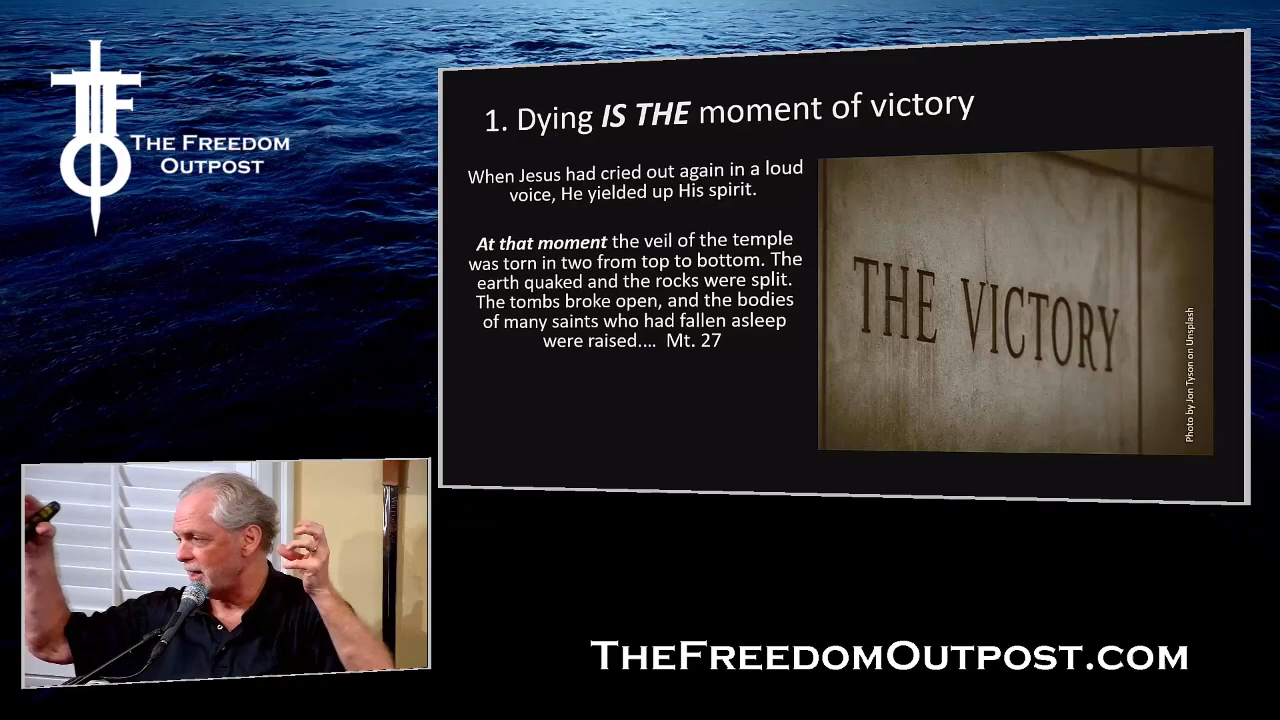 TF
THE FREEDOM
OUTPOST
1. Dying IS THE moment of victory
When Jesus had cried out again in a loud
voice, He yielded up His spirit.
At that moment the veil of the temple
was torn in two from top to bottom. The
earth quaked and the rocks were split.
The tombs broke open, and the bodies
of many saints who had fallen asleep
were raised.... Mt. 27
THE VICTORY
Photo by Jon Tyson on Unsplash
THEFREEDOMOUTPOST.COM